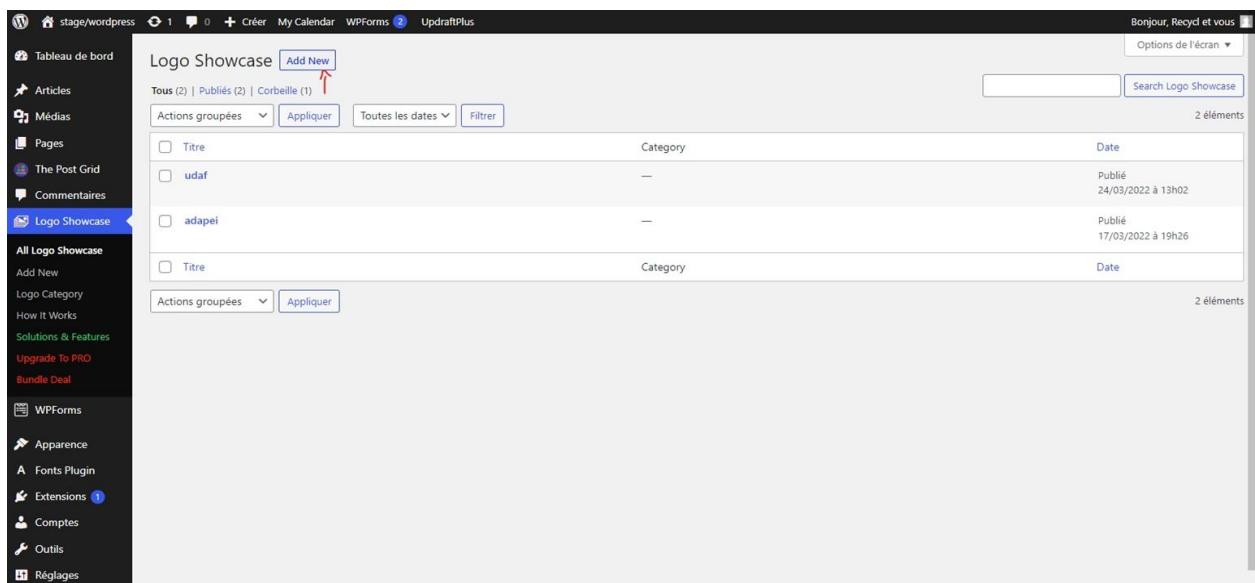 stage/wordpress 1 0 + Créer My Calendar WPForms 2 UpdraftPlus Bonjour, Recycl et vous
Tableau de bord
Articles
Médias
Pages
The Post Grid
Commentaires
Logo Showcase
All Logo Showcase
Add New
Logo Category
How It Works
Solutions & Features
Upgrade To PRO
Bundle Deal
WPForms
Apparence
Fonts Plugin
Extensions 1
Comptes
Outils
Réglages
Options de l'écran ▼
Logo Showcase Add New
Tous (2) | Publiés (2) | Corbeille (1)
Search Logo Showcase
Actions groupées Appliquer Toutes les dates Filtrer 2 éléments
Titre Category Date
udaf — Publié
24/03/2022 à 13h02
adapei — Publié
17/03/2022 à 19h26
Titre Category Date
Actions groupées Appliquer 2 éléments